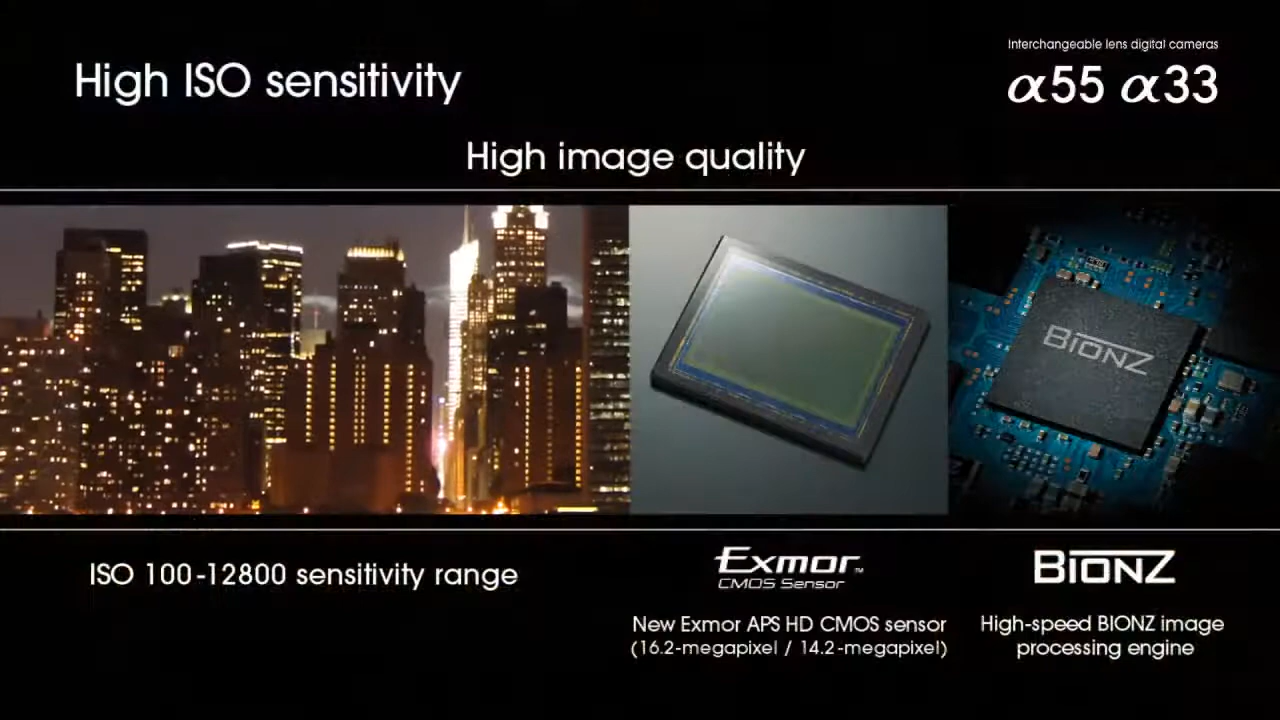 Interchangeable lens digital cameras
High ISO sensitivity
α55 α33
High image quality
BIONZ
ISO 100-12800 sensitivity range
Exmor™
CMOS Sensor
New Exmor APS HD CMOS sensor
(16.2-megapixel / 14.2-megapixel)
BIONZ
High-speed BIONZ image
processing engine